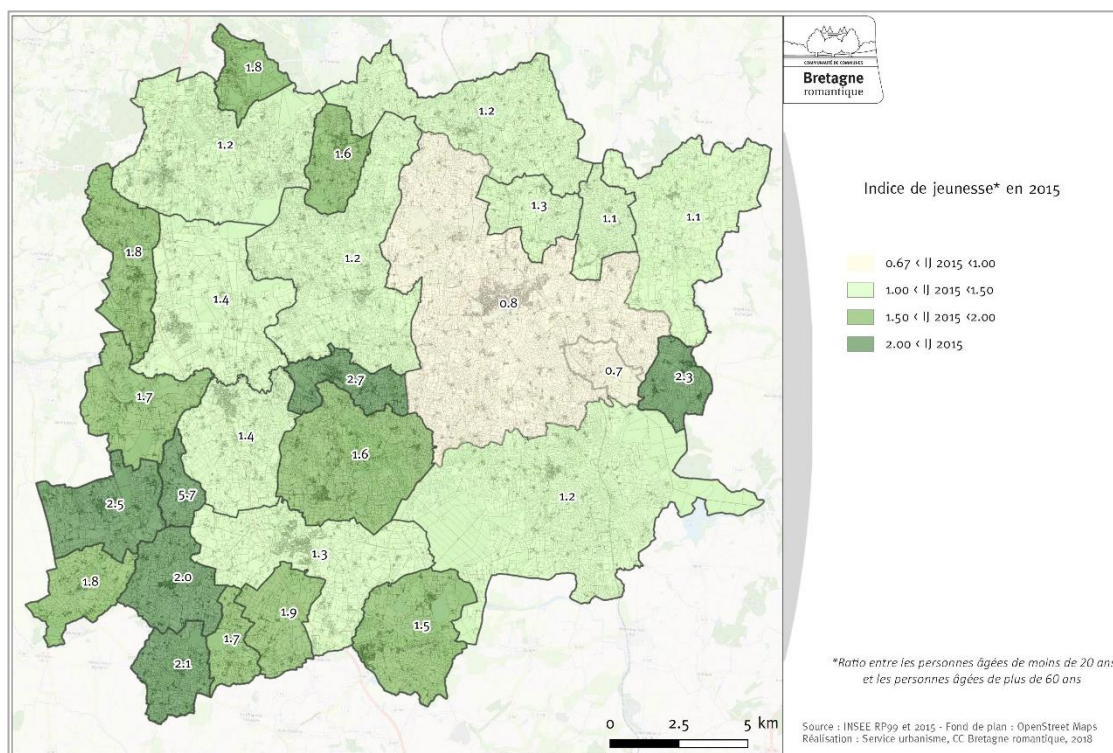 1.8
1.2
1.2
1.6
1.3
1.1
1.1
1.8
1.2
1.4
0.8
2.7
0.7
2.3
1.7
1.4
1.6
2.5
5.7
1.2
1.3
1.8
2.0
1.9
1.7
1.5
2.1
0 2.5 5 km
COMMUNAUTÉ DE COMMUNES
Bretagne
romantique
Indice de jeunesse* en 2015
0.67 < IJ 2015 <1.00
1.00 < IJ 2015 <1.50
1.50 < IJ 2015 <2.00
2.00 < IJ 2015
*Ratio entre les personnes âgées de moins de 20 ans
et les personnes âgées de plus de 60 ans
Source : INSEE RP99 et 2015 - Fond de plan : OpenStreet Maps
Réalisation : Service urbanisme, CC Bretagne romantique, 2018